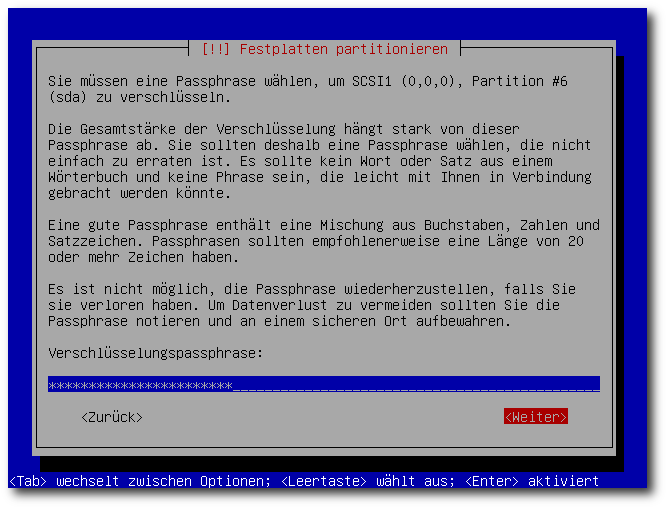 [!!] Festplatten partitionieren
Sie müssen eine Passphrase wählen, um SCSI1 (0,0,0), Partition #6
(sda) zu verschlüsseln.
Die Gesamtstärke der Verschlüsselung hängt stark von dieser
Passphrase ab. Sie sollten deshalb eine Passphrase wählen, die nicht
einfach zu erraten ist. Es sollte kein Wort oder Satz aus einem
Wörterbuch und keine Phrase sein, die leicht mit Ihnen in Verbindung
gebracht werden könnte.
Eine gute Passphrase enthält eine Mischung aus Buchstaben, Zahlen und
Satzzeichen. Passphrasen sollten empfohlenerweise eine Länge von 20
oder mehr Zeichen haben.
Es ist nicht möglich, die Passphrase wiederherzustellen, falls Sie
sie verloren haben. Um Datenverlust zu vermeiden sollten Sie die
Passphrase notieren und an einem sicheren Ort aufbewahren.
Verschlüsselungspassphrase:
***********************______________________________________________
<Zurück> <Weiter>
<Tab> wechselt zwischen Optionen; <Leertaste> wählt aus; <Enter> aktiviert